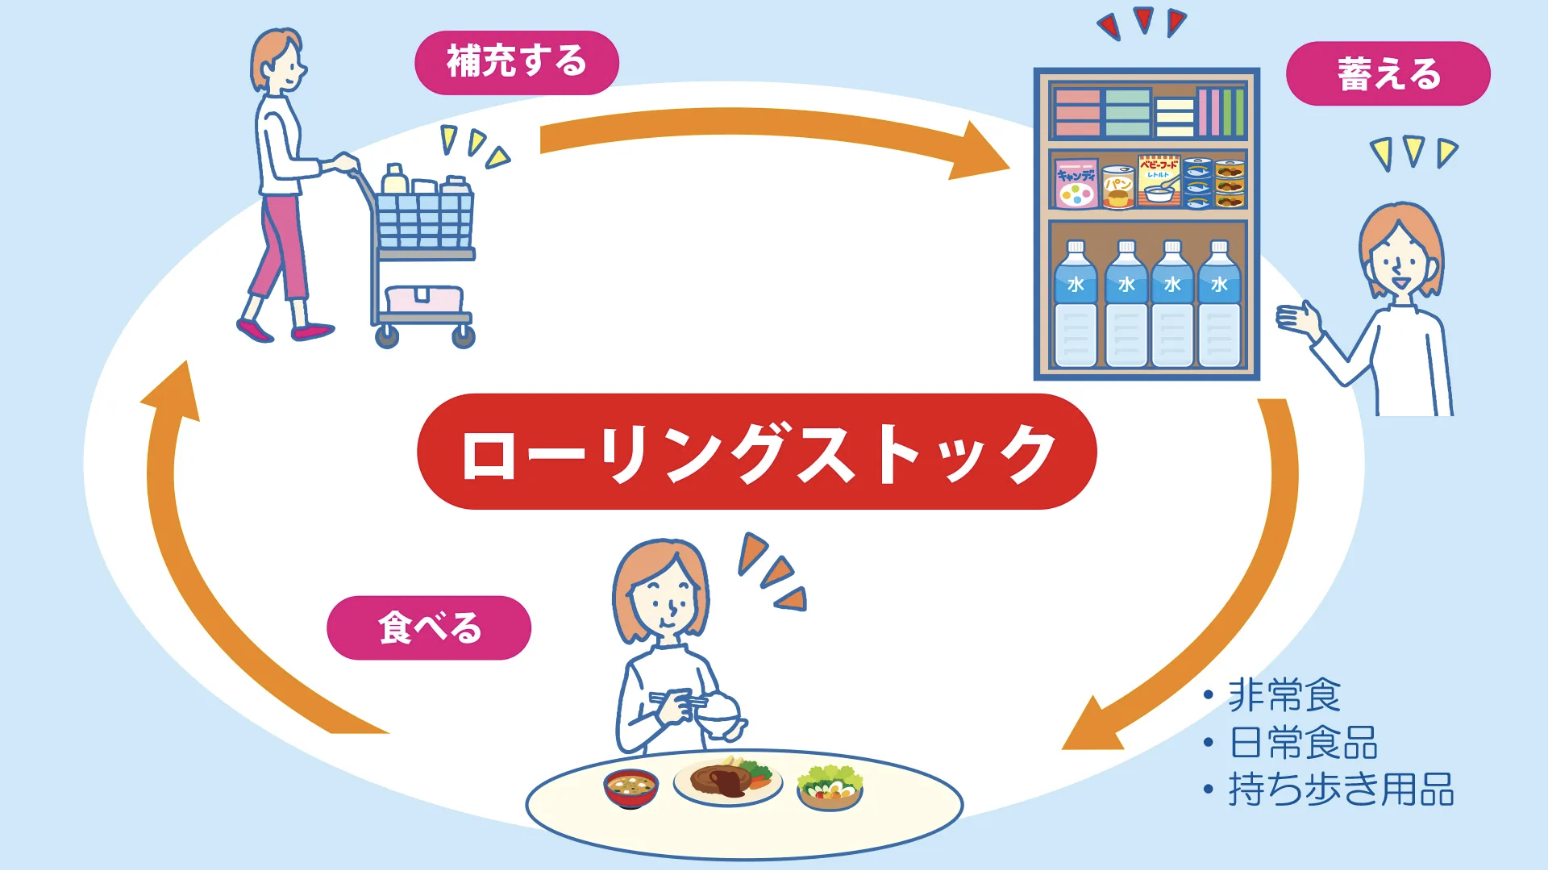 補充する
蓄える
キャンディ
パン
ベビーフード
レトルト
水
水
水
水
ローリングストック
食べる
・非常食
・日常食品
・持ち歩き用品